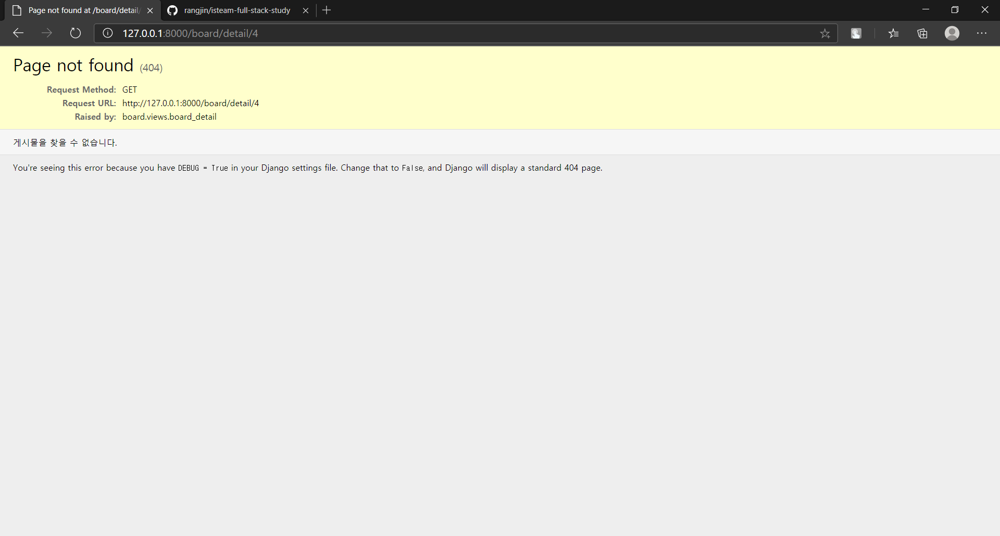 Page not found at /board/detail/
rangjin/isteam-full-stack-study
127.0.0.1:8000/board/detail/4
Page not found (404)
Request Method: GET
Request URL: http://127.0.0.1:8000/board/detail/4
Raised by: board.views.board_detail
게시물을 찾을 수 없습니다.
You're seeing this error because you have DEBUG = True in your Django settings file. Change that to False, and Django will display a standard 404 page.